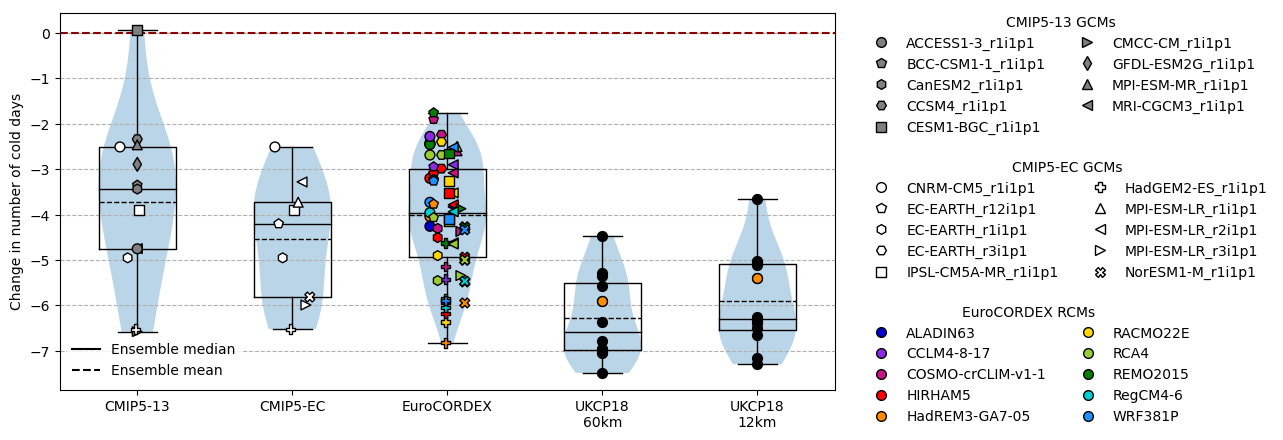 Change in number of cold days
0
−1
−2
−3
−4
−5
−6
−7
Ensemble median
Ensemble mean
CMIP5-13
CMIP5-EC
EuroCORDEX
UKCP18
60km
UKCP18
12km
CMIP5-13 GCMs
ACCESS1-3_r1i1p1
BCC-CSM1-1_r1i1p1
CanESM2_r1i1p1
CCSM4_r1i1p1
CESM1-BGC_r1i1p1
CMCC-CM_r1i1p1
GFDL-ESM2G_r1i1p1
MPI-ESM-MR_r1i1p1
MRI-CGCM3_r1i1p1
CMIP5-EC GCMs
CNRM-CM5_r1i1p1
EC-EARTH_r12i1p1
EC-EARTH_r1i1p1
EC-EARTH_r3i1p1
IPSL-CM5A-MR_r1i1p1
HadGEM2-ES_r1i1p1
MPI-ESM-LR_r1i1p1
MPI-ESM-LR_r2i1p1
MPI-ESM-LR_r3i1p1
NorESM1-M_r1i1p1
EuroCORDEX RCMs
ALADIN63
CCLM4-8-17
COSMO-crCLIM-v1-1
HIRHAM5
HadREM3-GA7-05
RACMO22E
RCA4
REMO2015
RegCM4-6
WRF381P